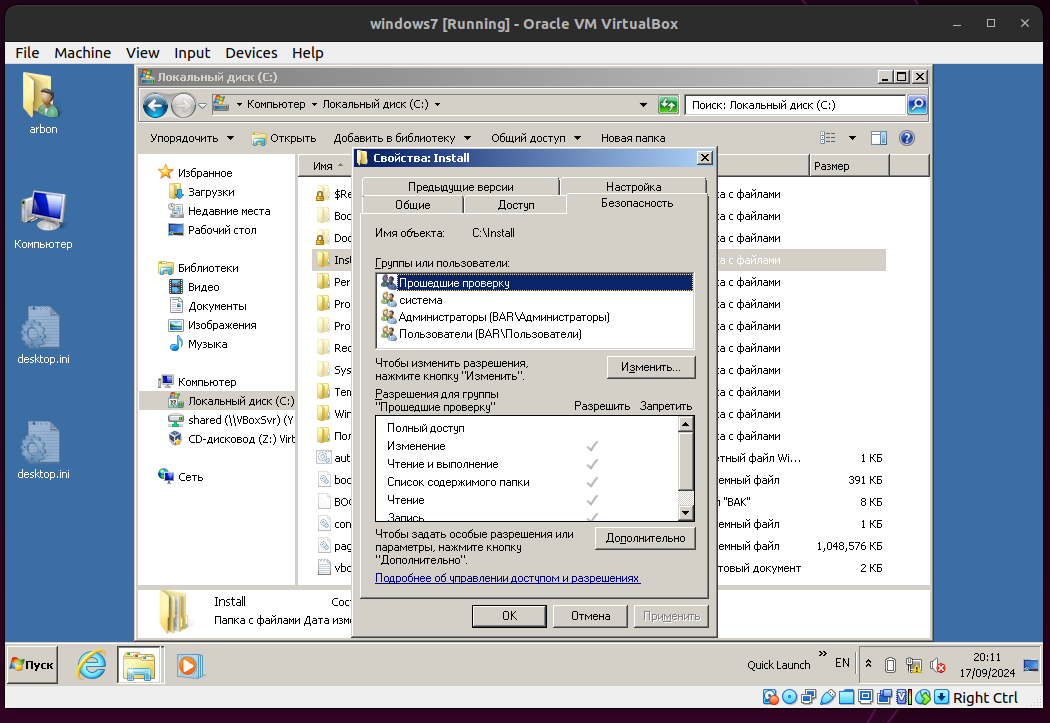 windows7 [Running] - Oracle VM VirtualBox
File Machine View Input Devices Help
arbon
Компьютер
desktop.ini
desktop.ini
Локальный диск (C:)
Компьютер Локальный диск (C:)
Поиск: Локальный диск (C:)
Упорядочить Открыть Добавить в библиотеку Общий доступ Новая папка
Избранное
Загрузки
Недавние места
Рабочий стол
Библиотеки
Видео
Документы
Изображения
Музыка
Компьютер
Локальный диск (C:)
shared (\\VBoxSvr) (Y
CD-дисковод (Z:) Virt
Сеть
Имя
Размер
$Re
Boo
Doc
Inst
Per
Pro
Pro
Rec
Sys
Ten
Win
Пол
aut
boo
BOO
con
pag
vbo
ка с файлами
ка с файлами
ка с файлами
ка с файлами
ка с файлами
ка с файлами
ка с файлами
ка с файлами
ка с файлами
ка с файлами
ка с файлами
ка с файлами
етный файл Wi... 1 КБ
емный файл 391 КБ
л "BAK" 8 КБ
емный файл 1 КБ
емный файл 1,048,576 КБ
товый документ 2 КБ
Свойства: Install
Предыдущие версии Настройка
Общие Доступ Безопасность
Имя объекта: C:\Install
Группы или пользователи:
Прошедшие проверку
система
Администраторы (BAR\Администраторы)
Пользователи (BAR\Пользователи)
Чтобы изменить разрешения,
нажмите кнопку "Изменить".
Изменить...
Разрешения для группы
"Прошедшие проверку" Разрешить Запретить
Полный доступ
Изменение
Чтение и выполнение
Список содержимого папки
Чтение
Запись
Чтобы задать особые разрешения или
параметры, нажмите кнопку
"Дополнительно".
Дополнительно
Подробнее об управлении доступом и разрешениях.
OK Отмена Применить
Install Сос
Папка с файлами Дата изм
Пуск
Quick Launch » EN
20:11
17/09/2024
Right Ctrl